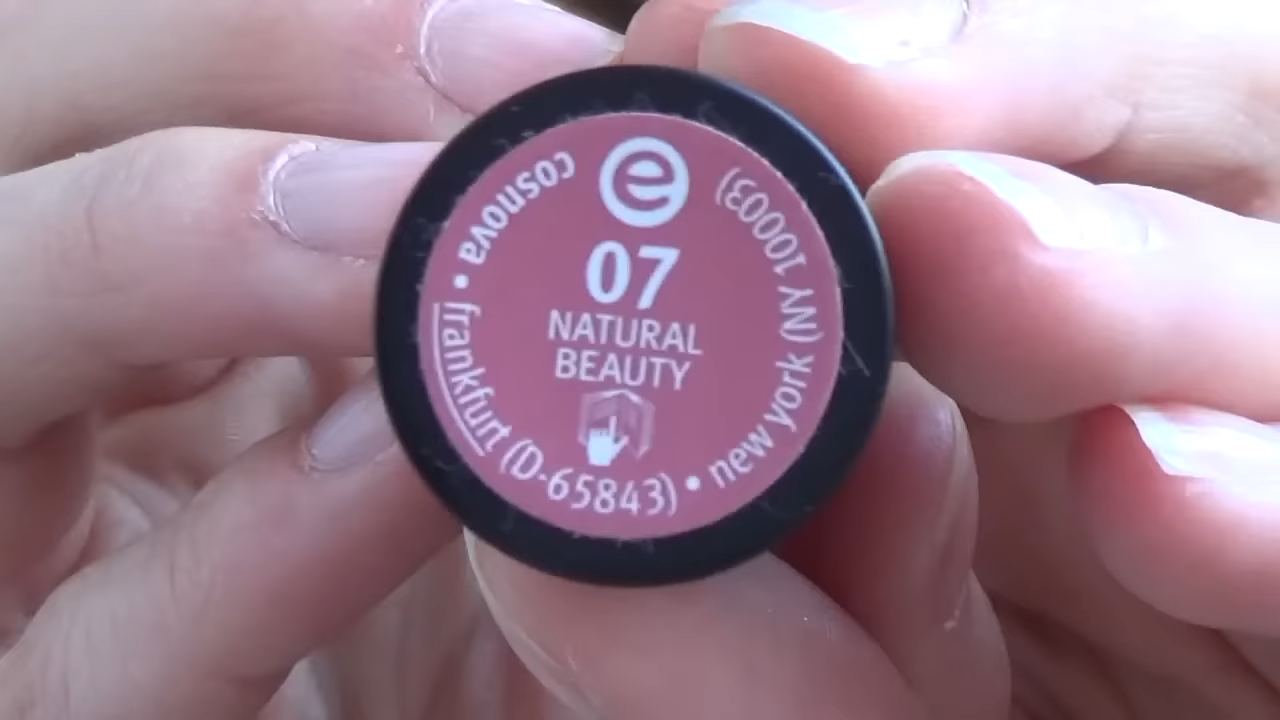 e
07
NATURAL
BEAUTY
cosnova • frankfurt (D-65843) • new york (NY 10003)